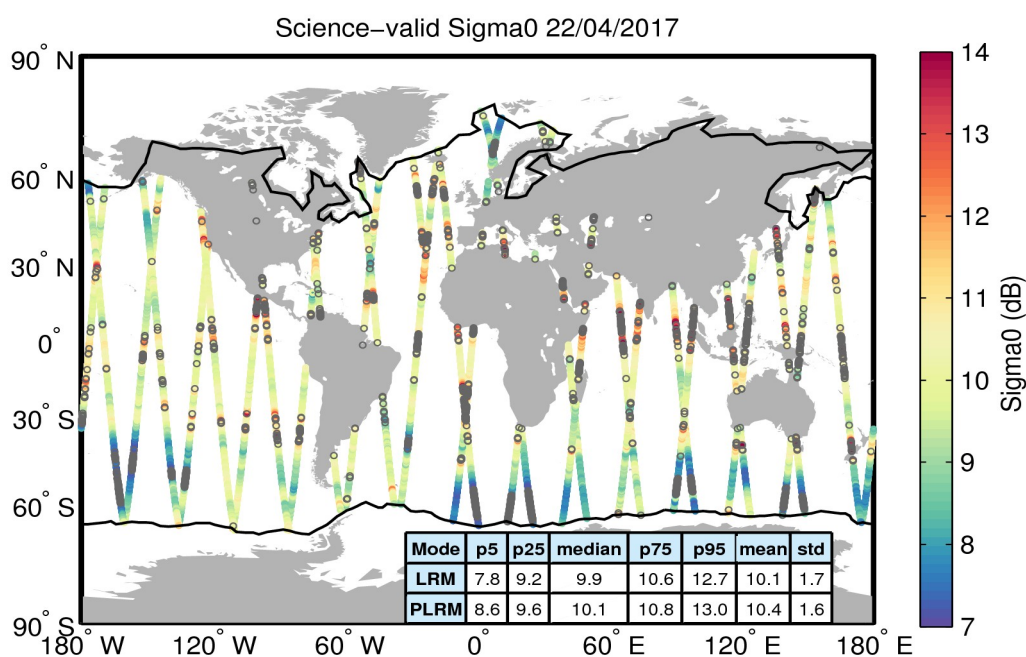 Science−valid Sigma0 22/04/2017
90° N
60° N
30° N
0°
30° S
60° S
90° S
180° W
120° W
60° W
0°
60° E
120° E
180° E
14
13
12
11
10
9
8
7
Sigma0 (dB)
Mode p5 p25 median p75 p95 mean std
LRM 7.8 9.2 9.9 10.6 12.7 10.1 1.7
PLRM 8.6 9.6 10.1 10.8 13.0 10.4 1.6